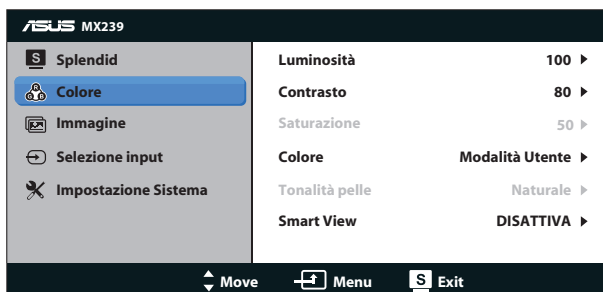 ASUS MX239
S Splendid
R G B Colore
Immagine
Selezione input
Impostazione Sistema
Luminosità 100
Contrasto 80
Saturazione 50
Colore Modalità Utente
Tonalità pelle Naturale
Smart View DISATTIVA
Move Menu S Exit